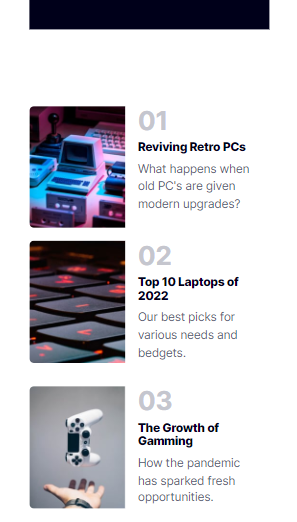 01
Reviving Retro PCs
What happens when
old PC's are given
modern upgrades?
02
Top 10 Laptops of
2022
Our best picks for
various needs and
bedgets.
03
The Growth of
Gamming
How the pandemic
has sparked fresh
opportunities.